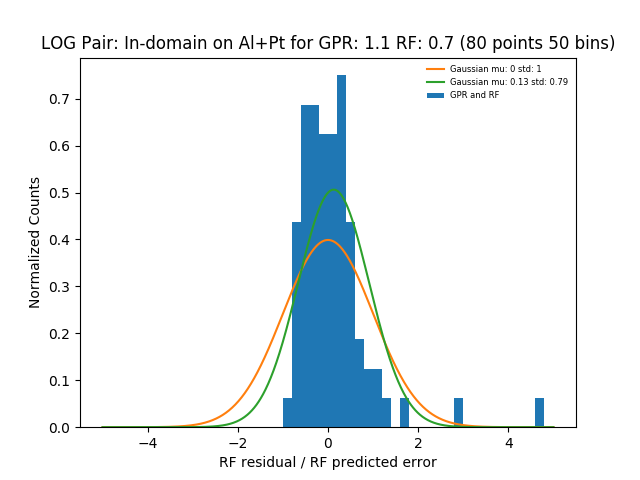 LOG Pair: In-domain on Al+Pt for GPR: 1.1 RF: 0.7 (80 points 50 bins)
Gaussian mu: 0 std: 1
Gaussian mu: 0.13 std: 0.79
GPR and RF
Normalized Counts
0.7
0.6
0.5
0.4
0.3
0.2
0.1
0.0
−4 −2 0 2 4
RF residual / RF predicted error